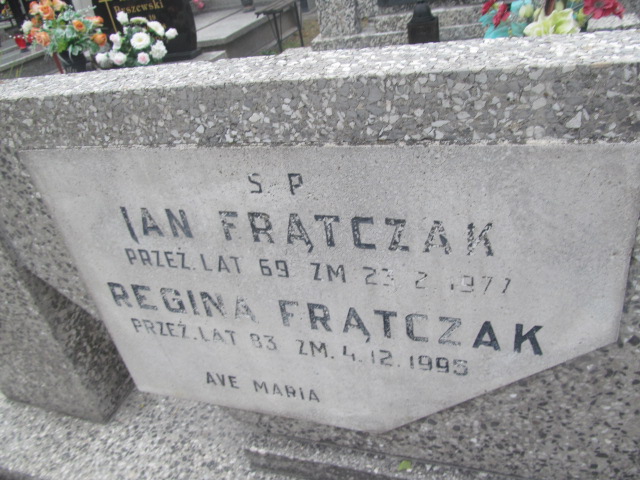 Ś P
JAN FRĄTCZAK
PRZEŻ. LAT 69 ZM 23 2 1977
REGINA FRĄTCZAK
PRZEŻ. LAT 83 ZM. 4.12.1995
AVE MARIA